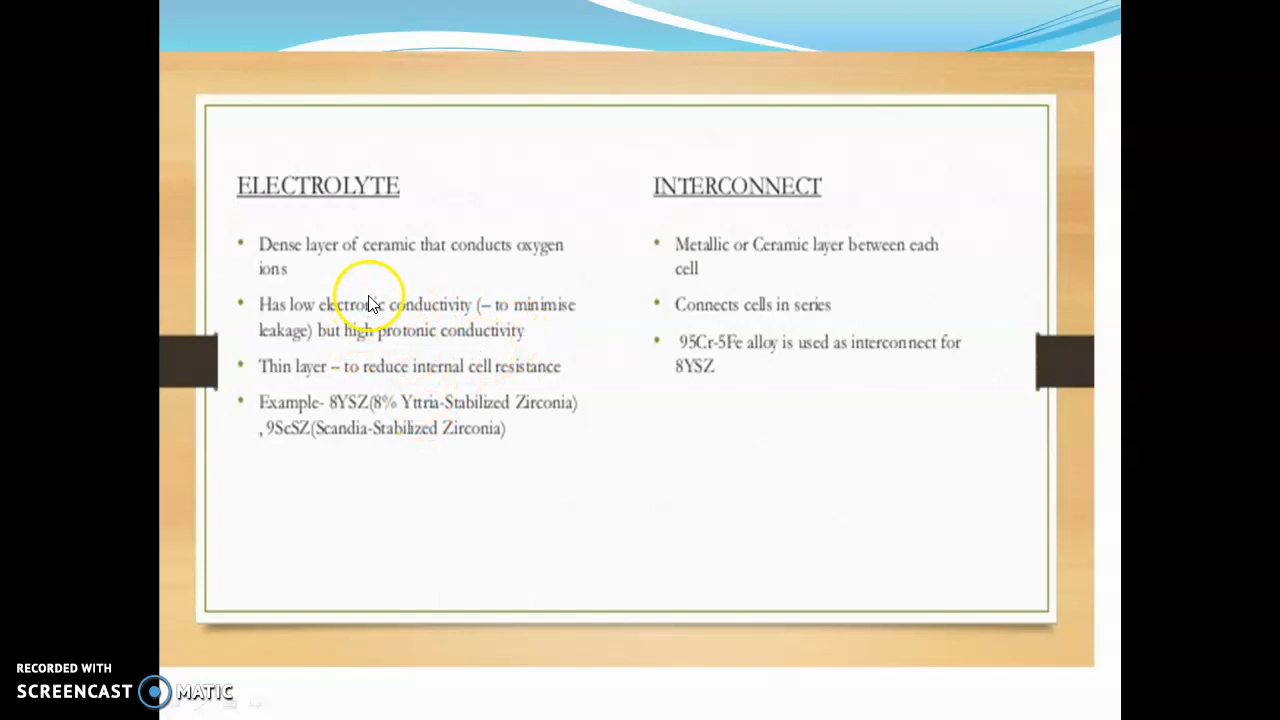 ELECTROLYTE
• Dense layer of ceramic that conducts oxygen
ions
• Has low electronic conductivity (– to minimise
leakage) but high protonic conductivity
• Thin layer – to reduce internal cell resistance
• Example- 8YSZ(8% Yttria-Stabilized Zirconia)
, 9ScSZ(Scandia-Stabilized Zirconia)
INTERCONNECT
• Metallic or Ceramic layer between each
cell
• Connects cells in series
• 95Cr-5Fe alloy is used as interconnect for
8YSZ
RECORDED WITH
SCREENCAST MATIC